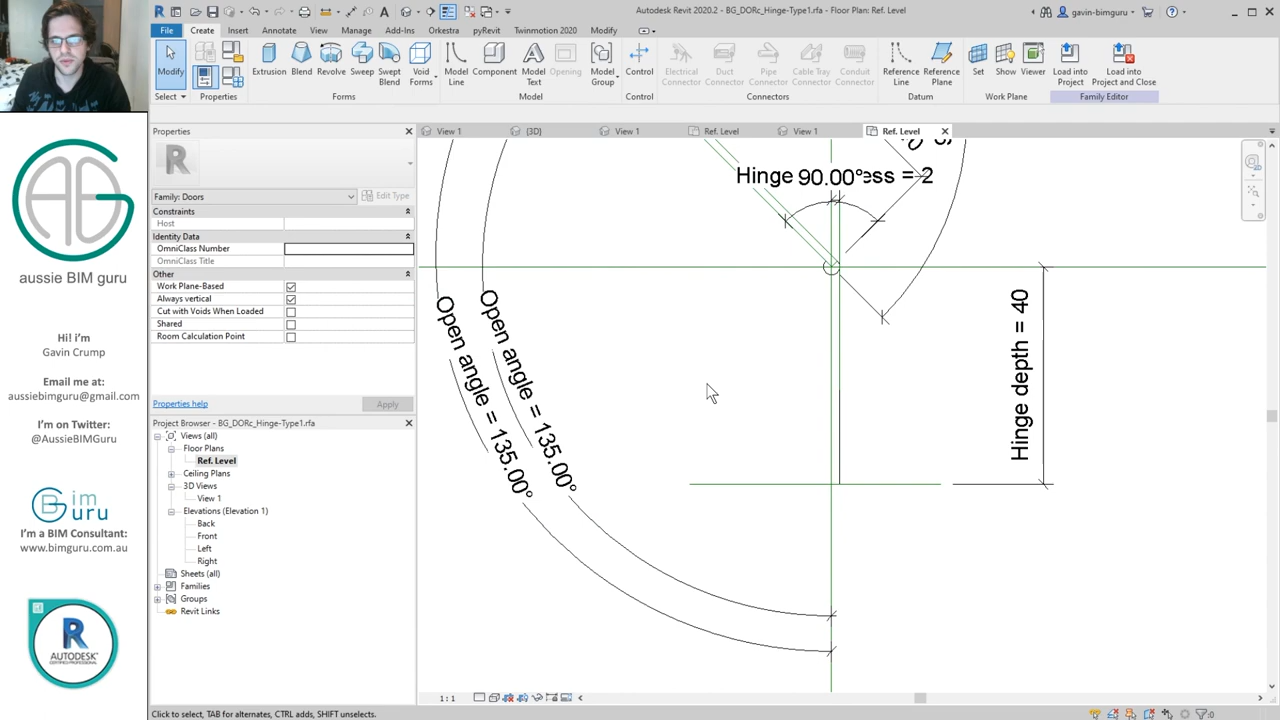 Autodesk Revit 2020.2 - BG_DORc_Hinge-Type1.rfa - Floor Plan: Ref. Level
gavin-bimguru
File Create Insert Annotate View Manage Add-Ins Orkestra pyRevit Twinmotion 2020 Modify
Modify
Extrusion Blend Revolve Sweep Swept Blend Void Forms
Model Line Component Model Text Opening Model Group
Control
Electrical Connector Duct Connector Pipe Connector Cable Tray Connector Conduit Connector
Reference Line Reference Plane
Set Show Viewer
Load into Project Load into Project and Close
Select Properties Forms Model Control Connectors Datum Work Plane Family Editor
Properties
View 1 {3D} View 1 Ref. Level View 1 Ref. Level
R
Family: Doors Edit Type
Constraints
Host
Identity Data
OmniClass Number
OmniClass Title
Other
Work Plane-Based
Always vertical
Cut with Voids When Loaded
Shared
Room Calculation Point
Properties help Apply
Project Browser - BG_DORc_Hinge-Type1.rfa
Views (all)
Floor Plans
Ref. Level
Ceiling Plans
3D Views
View 1
Elevations (Elevation 1)
Back
Front
Left
Right
Sheets (all)
Families
Groups
Revit Links
Hinge 90.00°ess = 2
Open angle = 135.00°
Open angle = 135.00°
Hinge depth = 40
1 : 1
Click to select, TAB for alternates, CTRL adds, SHIFT unselects.
:0
AG
aussie BIM guru
Hi! i'm
Gavin Crump
Email me at:
aussiebimguru@gmail.com
I'm on Twitter:
@AussieBIMGuru
Bim Guru
I'm a BIM Consultant:
www.bimguru.com.au
R
AUTODESK